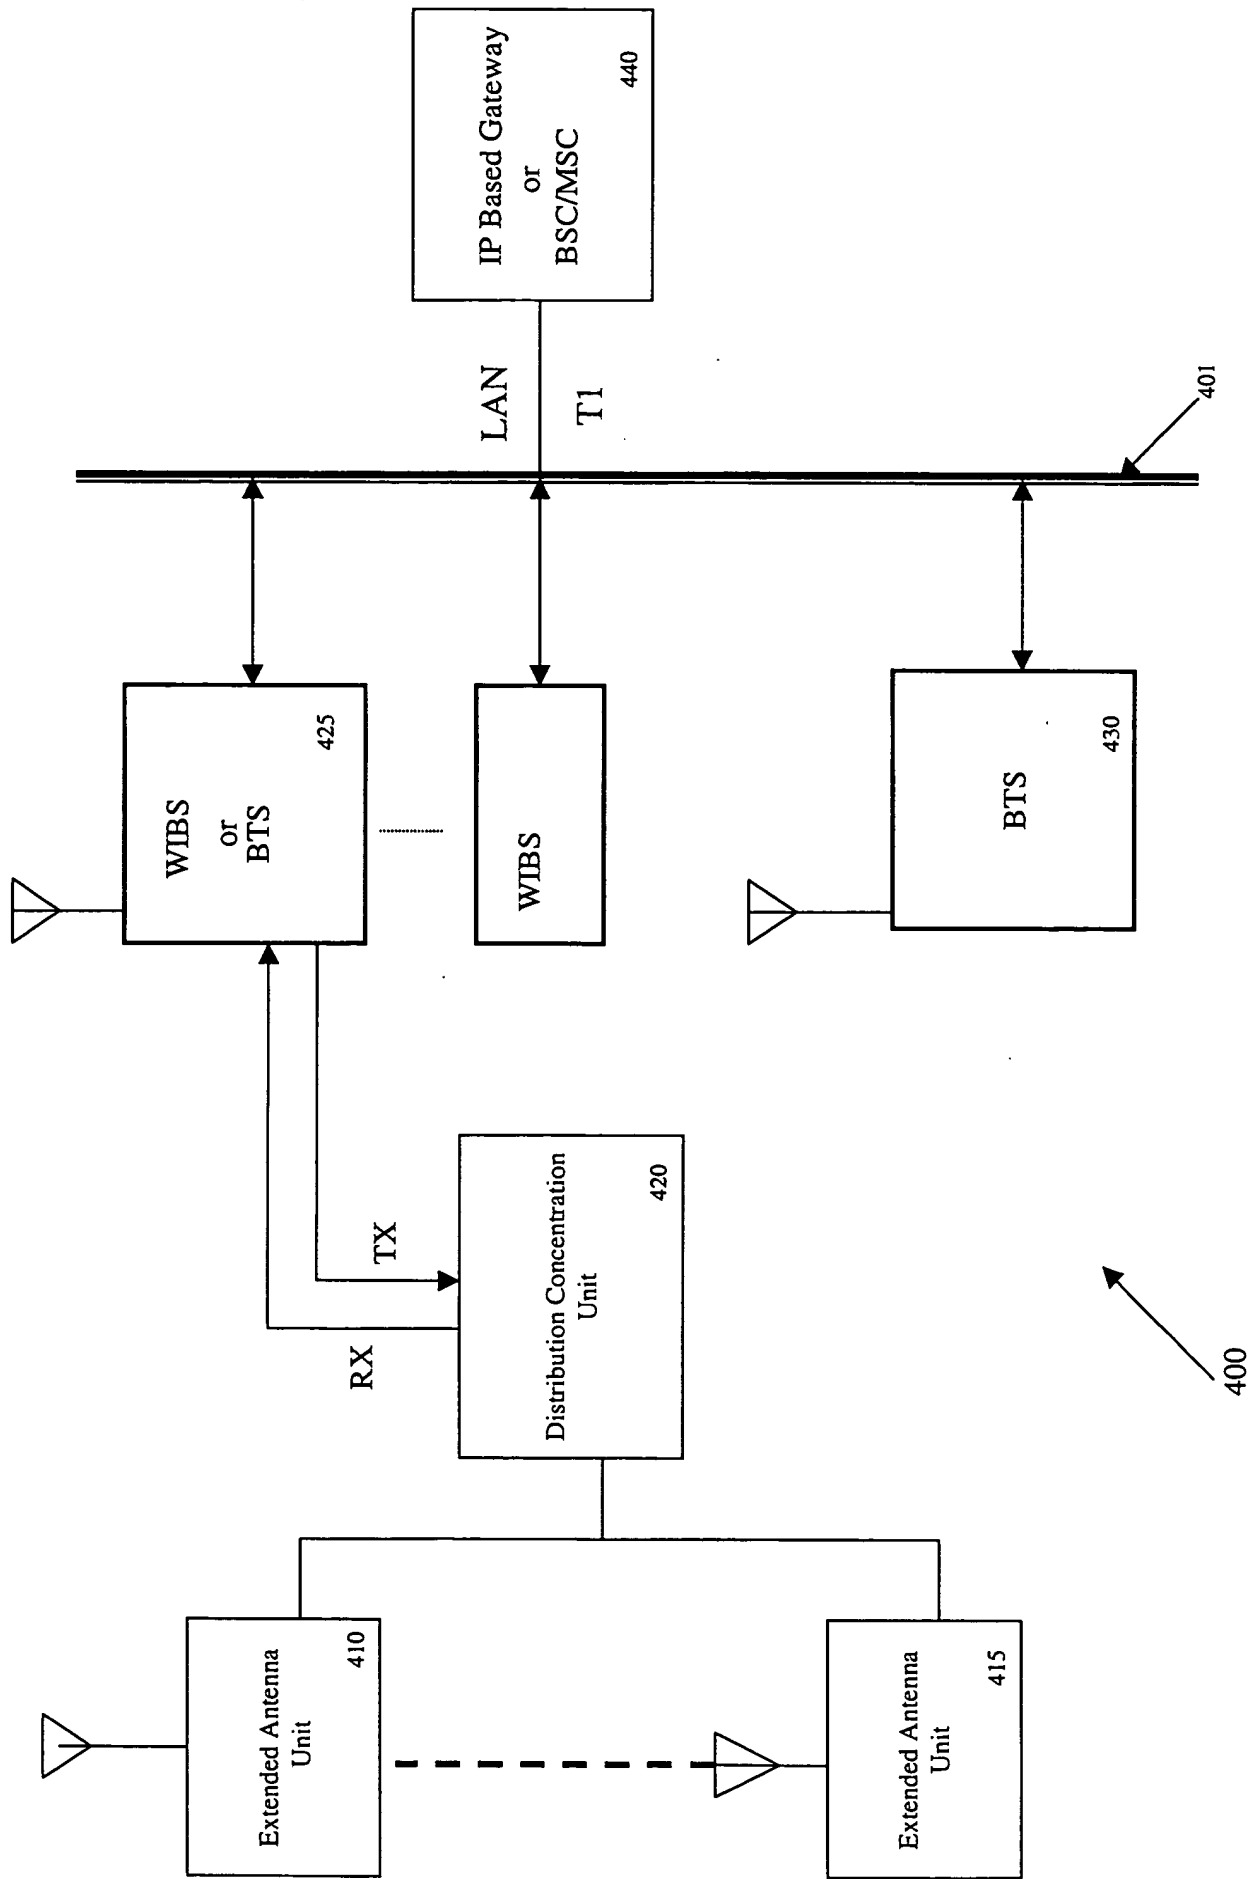 Extended Antenna
Unit
410
Extended Antenna
Unit
415
RX
TX
Distribution Concentration
Unit
420
WIBS
or
BTS
425
WIBS
BTS
430
LAN
T1
IP Based Gateway
or
BSC/MSC
440
401
400